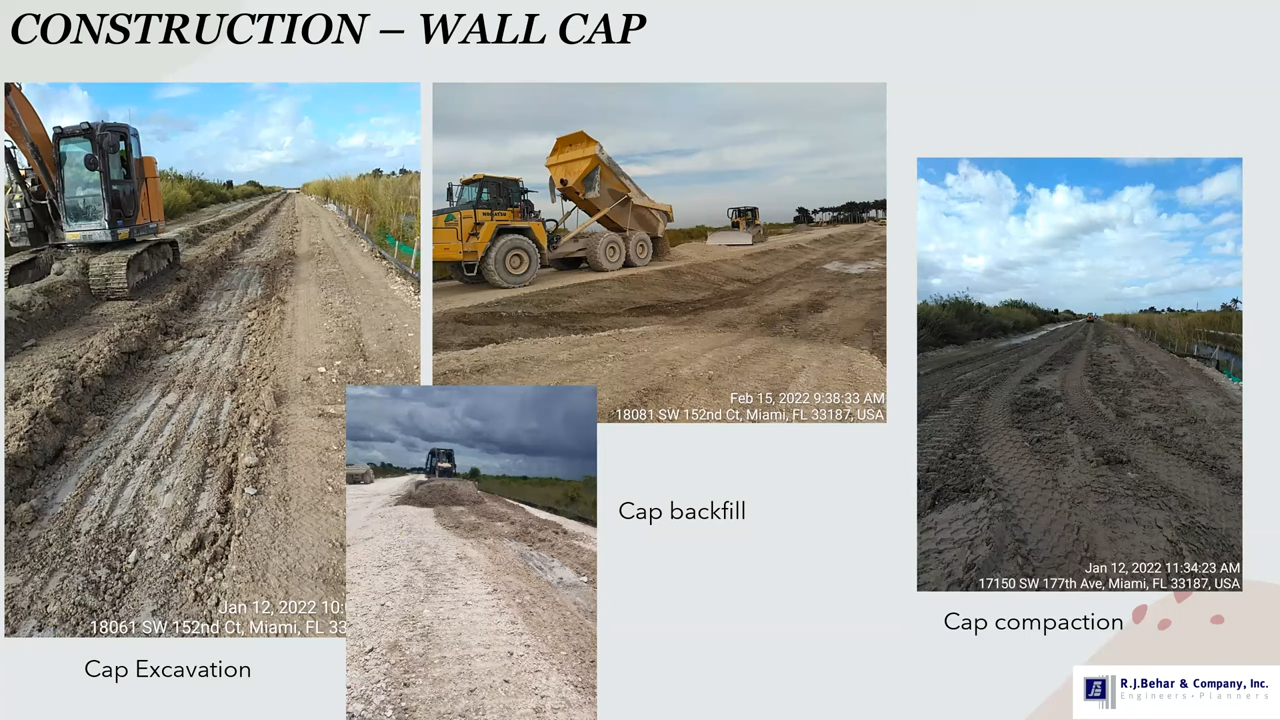 CONSTRUCTION – WALL CAP
KOMATSU
Feb 15, 2022 9:38:33 AM
18081 SW 152nd Ct, Miami, FL 33187, USA
Jan 12, 2022 10:
18061 SW 152nd Ct, Miami, FL 33
Cap Excavation
Cap backfill
Jan 12, 2022 11:34:23 AM
17150 SW 177th Ave, Miami, FL 33187, USA
Cap compaction
R.J.Behar & Company, Inc.
Engineers•Planners